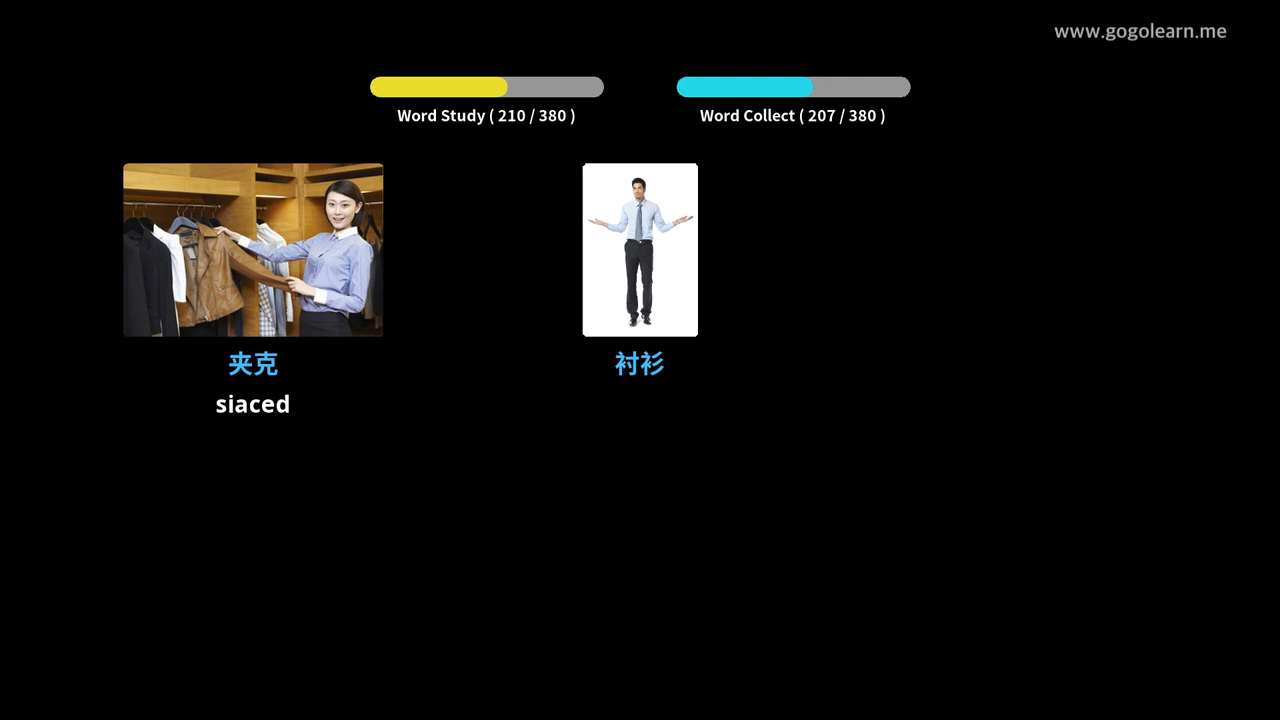 www.gogolearn.me
Word Study ( 210 / 380 )
Word Collect ( 207 / 380 )
夹克
衬衫
siaced